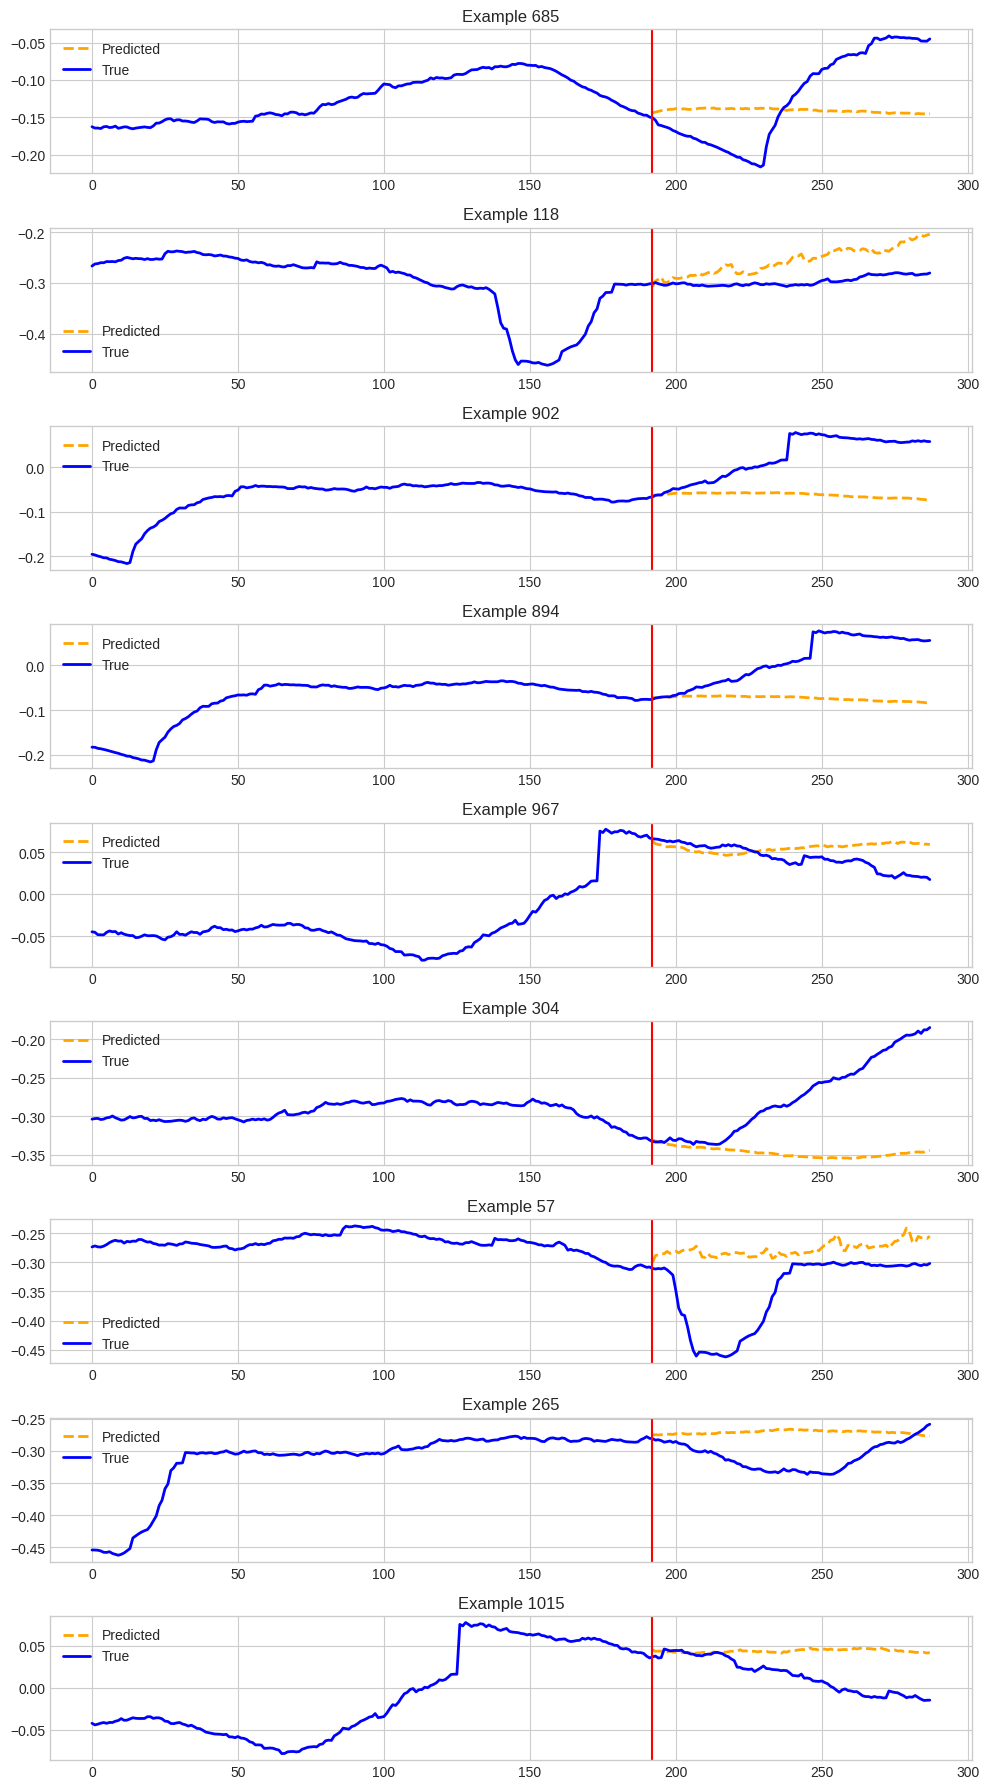 Example 685
Predicted
True
−0.05
−0.10
−0.15
−0.20
0 50 100 150 200 250 300
Example 118
Predicted
True
−0.2
−0.3
−0.4
0 50 100 150 200 250 300
Example 902
Predicted
True
0.0
−0.1
−0.2
0 50 100 150 200 250 300
Example 894
Predicted
True
0.0
−0.1
−0.2
0 50 100 150 200 250 300
Example 967
Predicted
True
0.05
0.00
−0.05
0 50 100 150 200 250 300
Example 304
Predicted
True
−0.20
−0.25
−0.30
−0.35
0 50 100 150 200 250 300
Example 57
−0.25
−0.30
−0.35
−0.40
−0.45
Predicted
True
0 50 100 150 200 250 300
Example 265
Predicted
True
−0.25
−0.30
−0.35
−0.40
−0.45
0 50 100 150 200 250 300
Example 1015
Predicted
True
0.05
0.00
−0.05
0 50 100 150 200 250 300